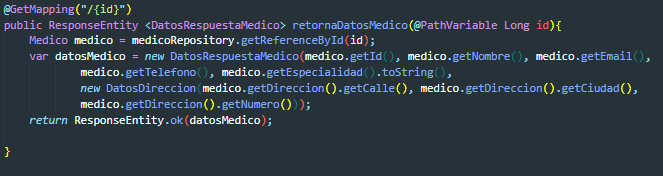 @GetMapping("/{id}")
public ResponseEntity <DatosRespuestaMedico> retornaDatosMedico(@PathVariable Long id){
Medico medico = medicoRepository.getReferenceById(id);
var datosMedico = new DatosRespuestaMedico(medico.getId(), medico.getNombre(), medico.getEmail(),
medico.getTelefono(), medico.getEspecialidad().toString(),
new DatosDireccion(medico.getDireccion().getCalle(), medico.getDireccion().getCiudad(),
medico.getDireccion().getNumero()));
return ResponseEntity.ok(datosMedico);
}